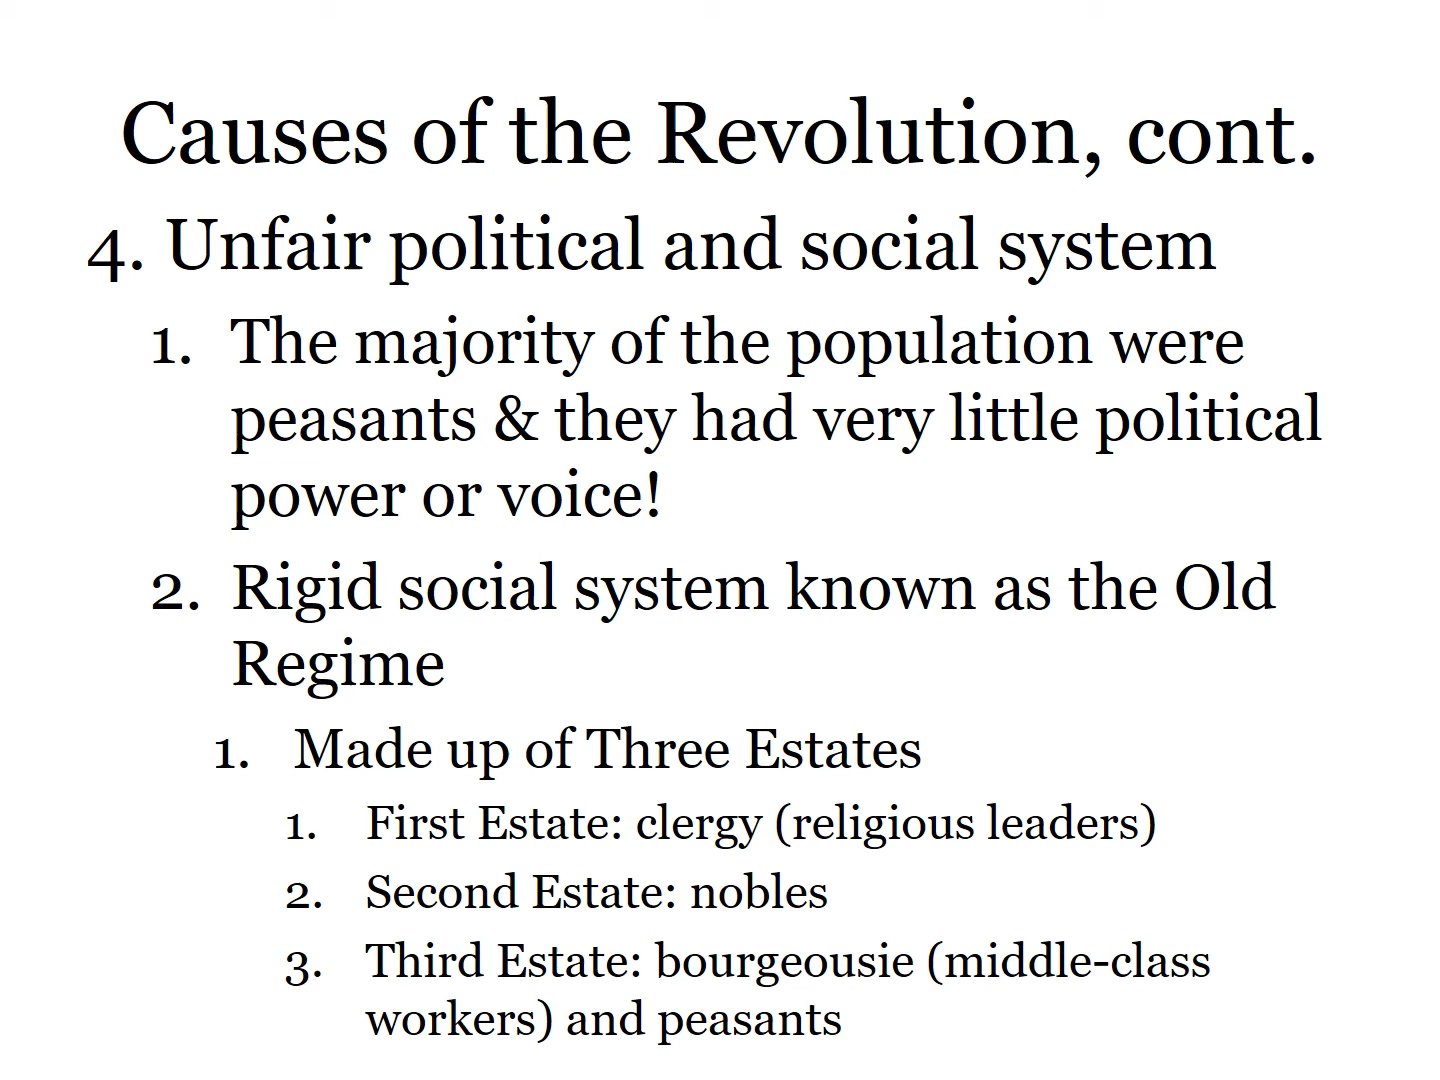 Causes of the Revolution, cont.
4. Unfair political and social system
1. The majority of the population were
peasants & they had very little political
power or voice!
2. Rigid social system known as the Old
Regime
1. Made up of Three Estates
1. First Estate: clergy (religious leaders)
2. Second Estate: nobles
3. Third Estate: bourgeousie (middle-class
workers) and peasants